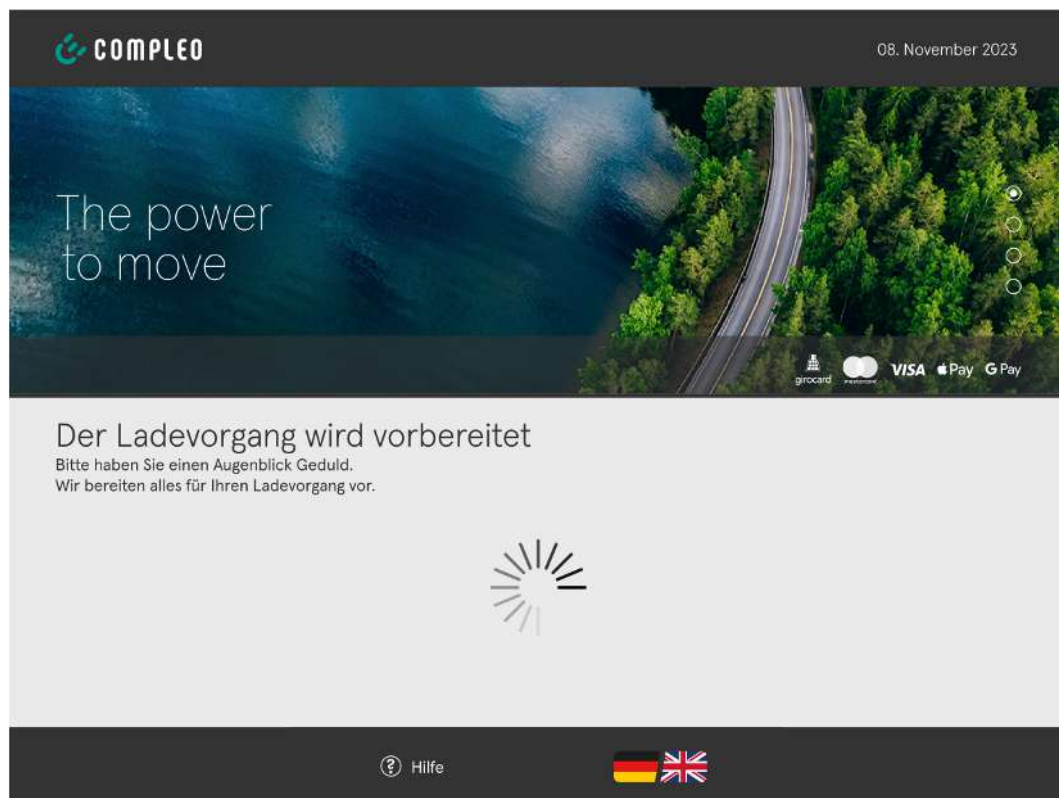 COMPLEO
08. November 2023
The power
to move
girocard
mastercard
VISA
Pay
G Pay
Der Ladevorgang wird vorbereitet
Bitte haben Sie einen Augenblick Geduld.
Wir bereiten alles für Ihren Ladevorgang vor.
? Hilfe